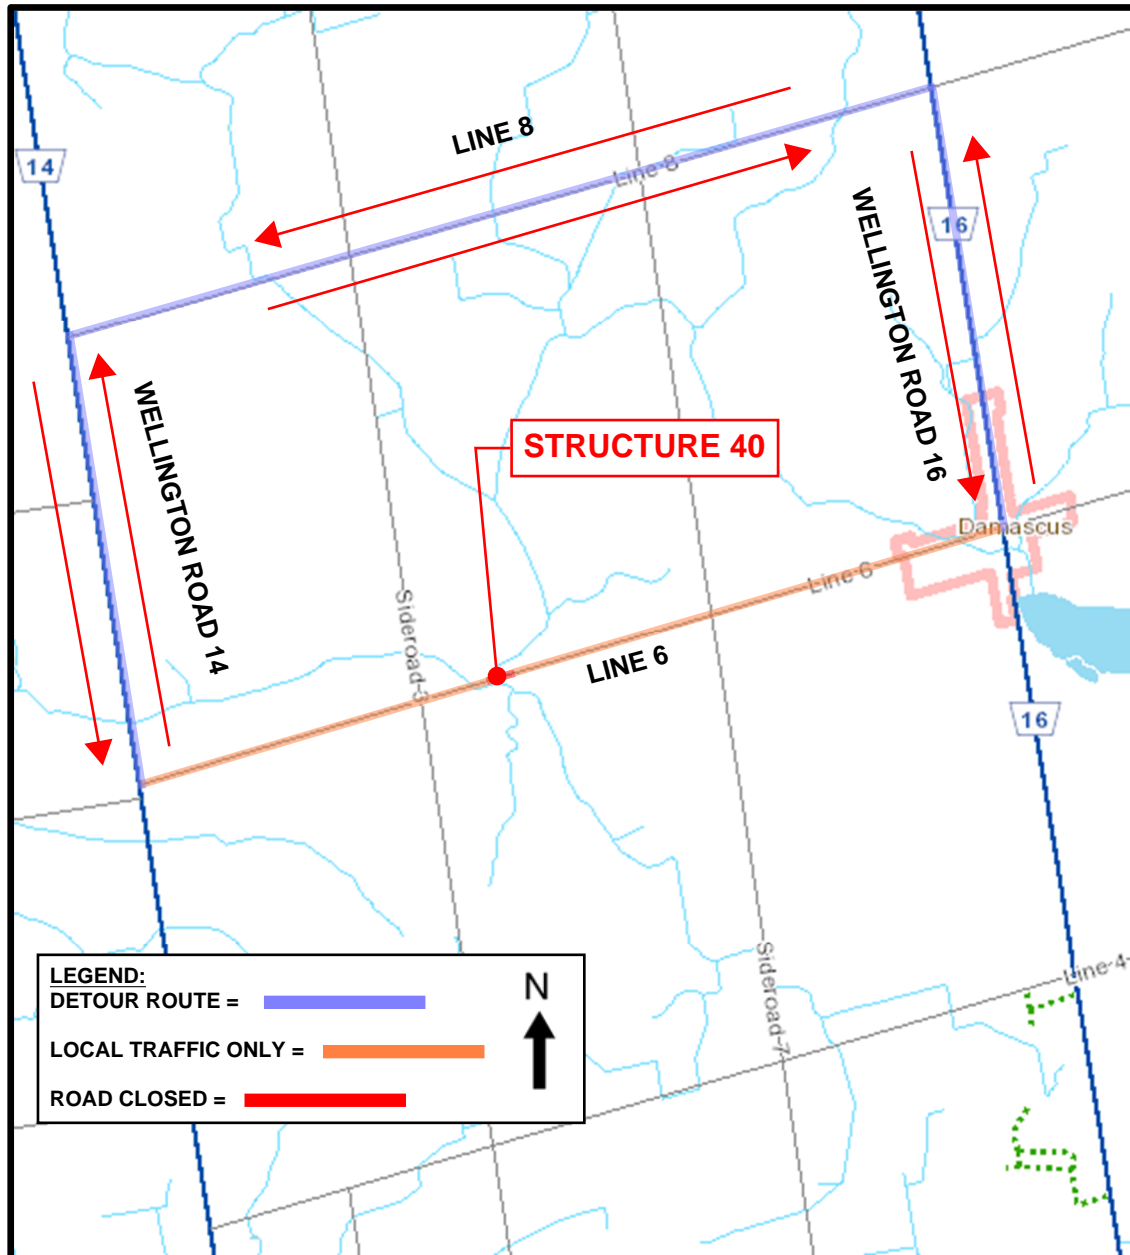 LINE 8
Line 8
14
16
WELLINGTON ROAD 16
WELLINGTON ROAD 14
STRUCTURE 40
Damascus
Line 6
Sideroad 3
LINE 6
16
Sideroad 7
Line 4
LEGEND:
DETOUR ROUTE =
LOCAL TRAFFIC ONLY =
ROAD CLOSED =
N